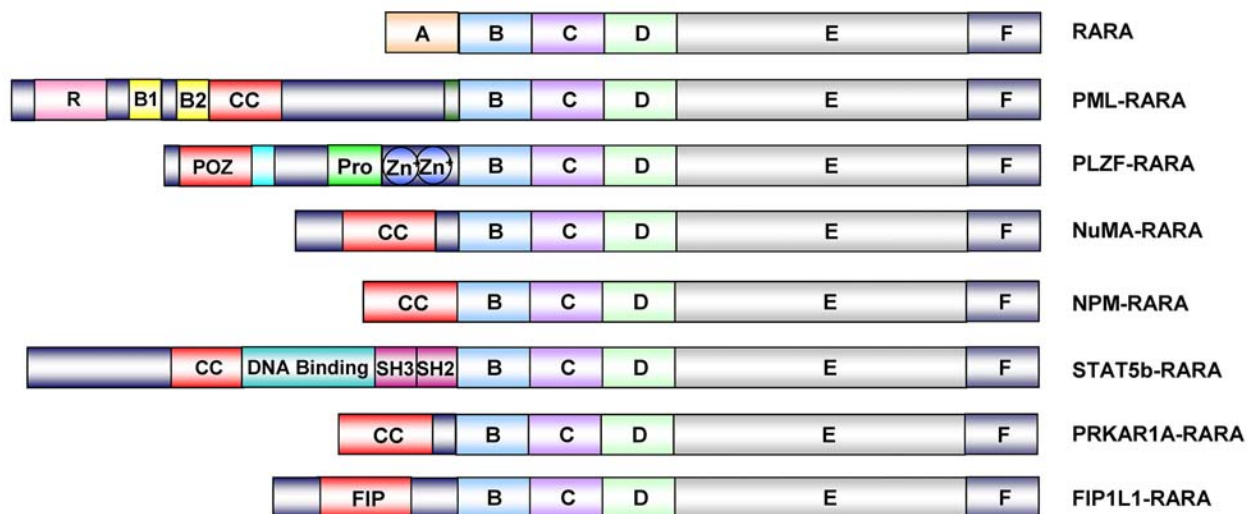 A B C D E F RARA
R B1 B2 CC B C D E F PML-RARA
POZ Pro Zn+ Zn+ B C D E F PLZF-RARA
CC B C D E F NuMA-RARA
CC B C D E F NPM-RARA
CC DNA Binding SH3 SH2 B C D E F STAT5b-RARA
CC B C D E F PRKAR1A-RARA
FIP B C D E F FIP1L1-RARA